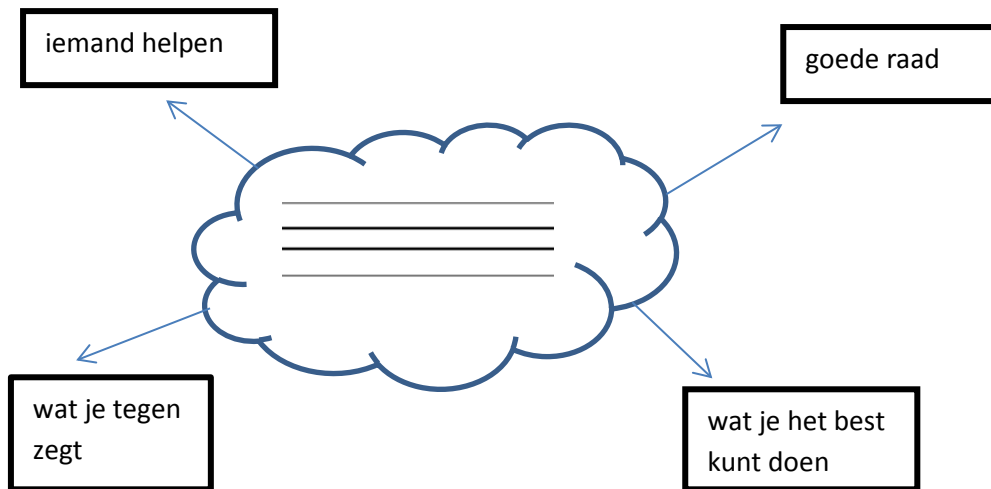 iemand helpen
goede raad
wat je tegen
zegt
wat je het best
kunt doen